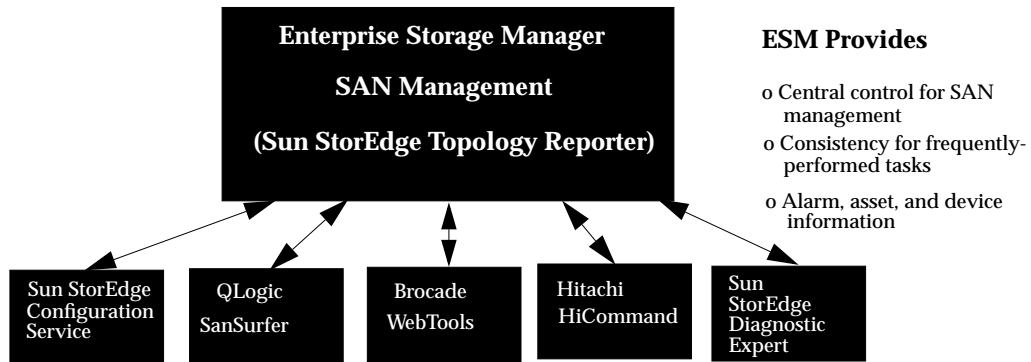 Enterprise Storage Manager
SAN Management
(Sun StorEdge Topology Reporter)
ESM Provides
o Central control for SAN
management
o Consistency for frequently-
performed tasks
o Alarm, asset, and device
information
Sun StorEdge
Configuration
Service
QLogic
SanSurfer
Brocade
WebTools
Hitachi
HiCommand
Sun
StorEdge
Diagnostic
Expert